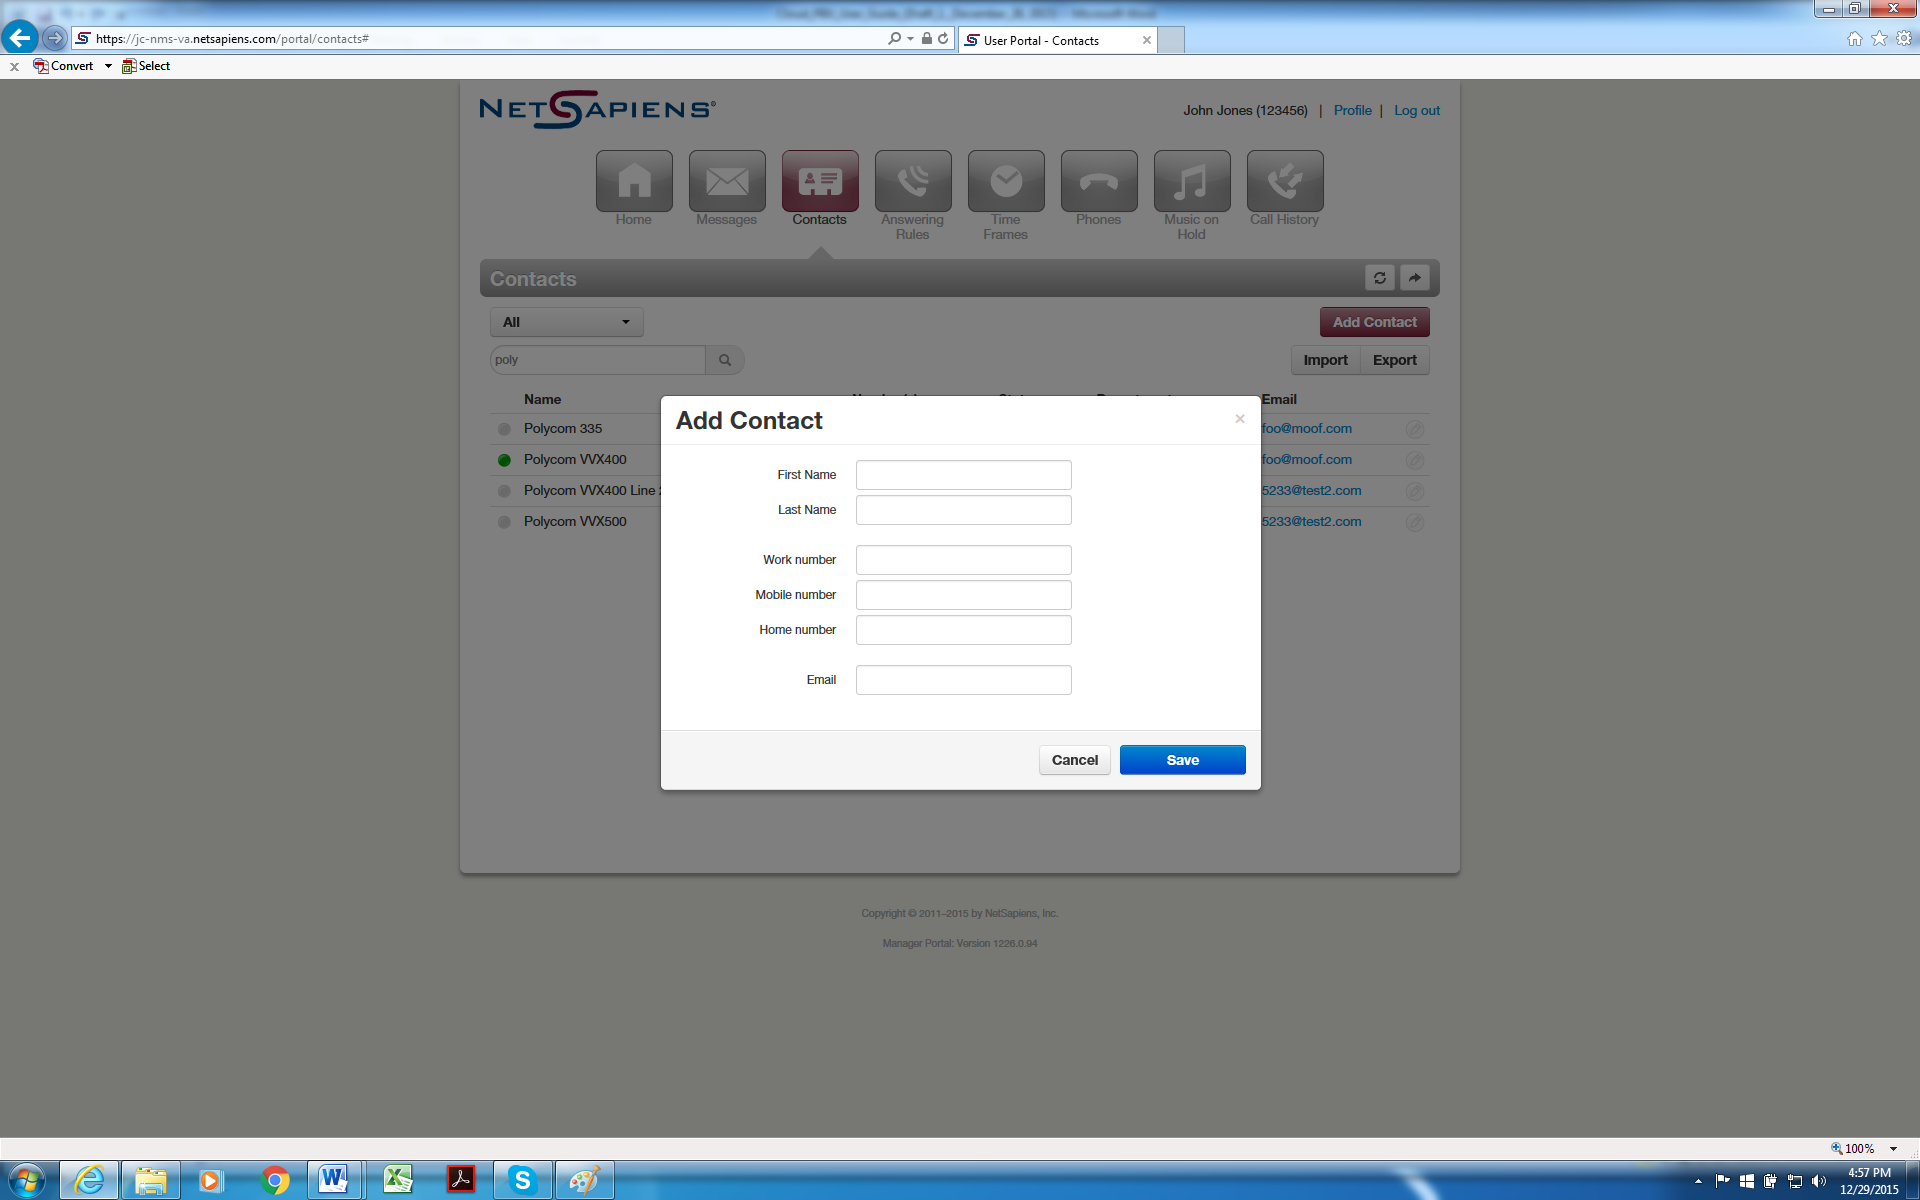 https://jc-nms-va.netsapiens.com/portal/contacts#
User Portal - Contacts
x Convert Select
NETSAPIENS®
John Jones (123456) | Profile | Log out
Home
Messages
Contacts
Answering Rules
Time Frames
Phones
Music on Hold
Call History
Contacts
All
Add Contact
poly
Import Export
Name
Email
Polycom 335
foo@moof.com
Polycom VVX400
foo@moof.com
Polycom VVX400 Line
5233@test2.com
Polycom VVX500
5233@test2.com
Add Contact ×
First Name
Last Name
Work number
Mobile number
Home number
Email
Cancel Save
Copyright © 2011-2015 by NetSapiens, Inc.
Manager Portal: Version 1226.0.94
100%
4:57 PM
12/29/2015